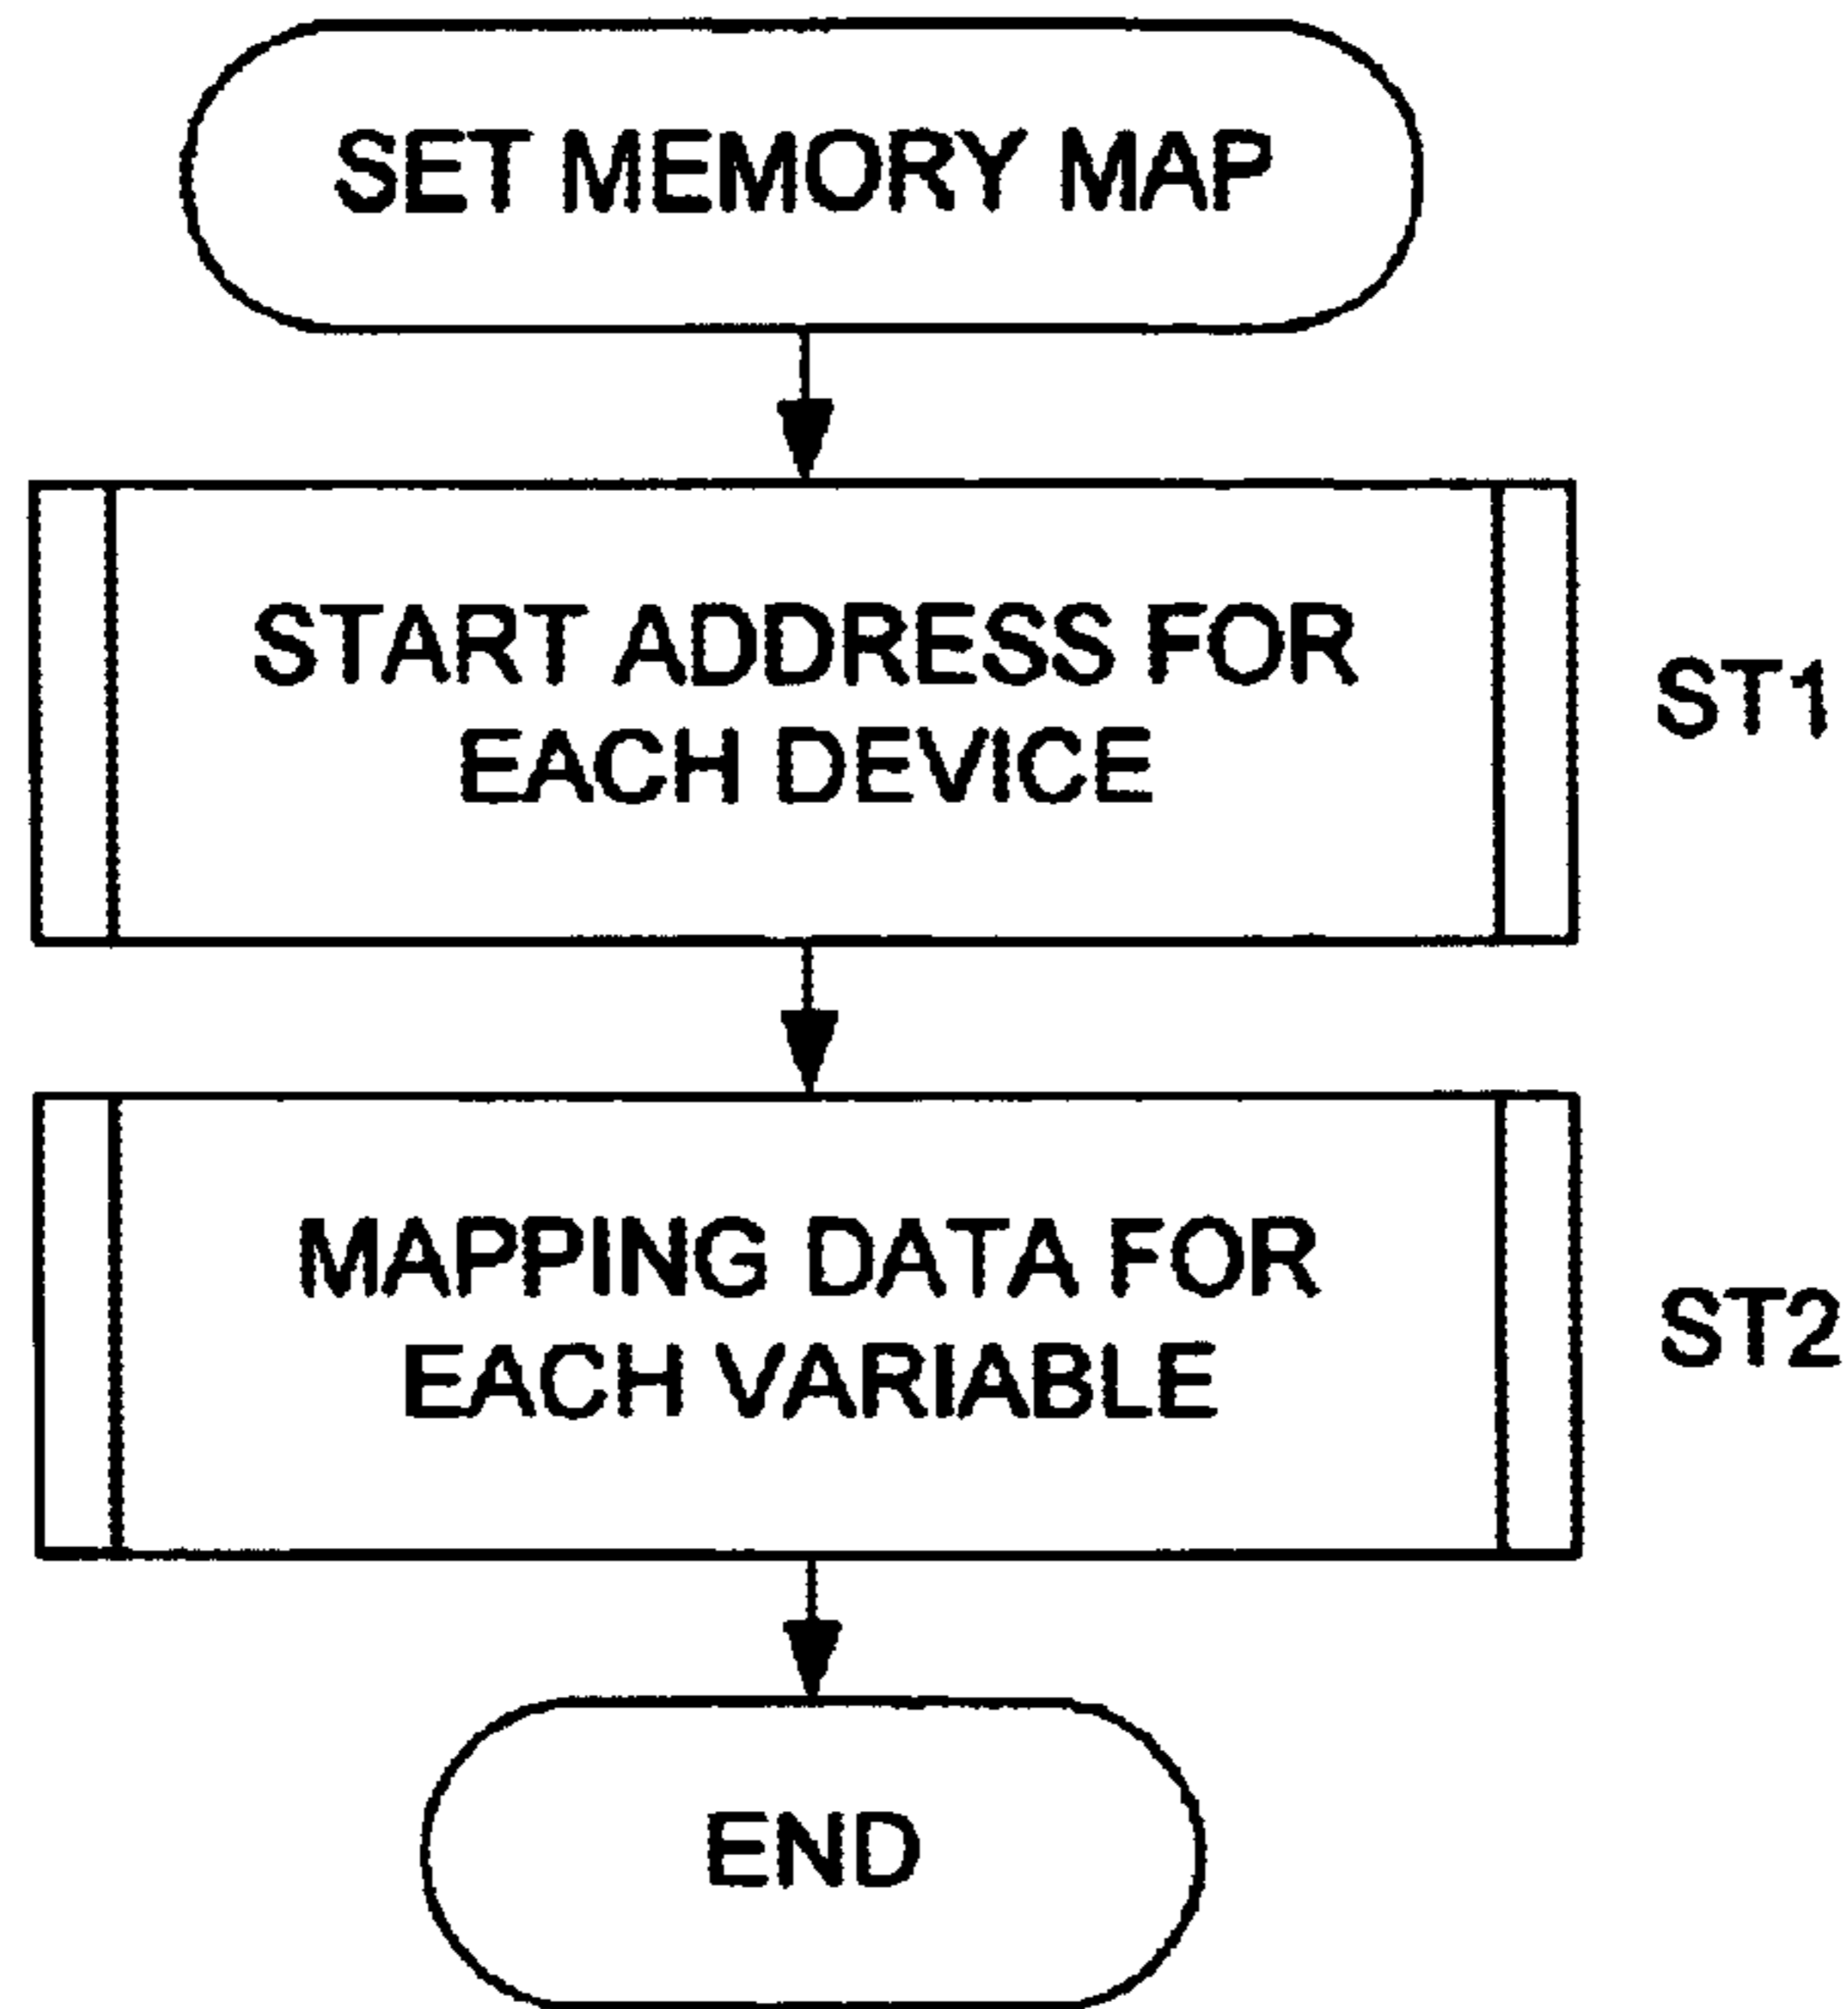 SET MEMORY MAP
START ADDRESS FOR
EACH DEVICE
ST1
MAPPING DATA FOR
EACH VARIABLE
ST2
END